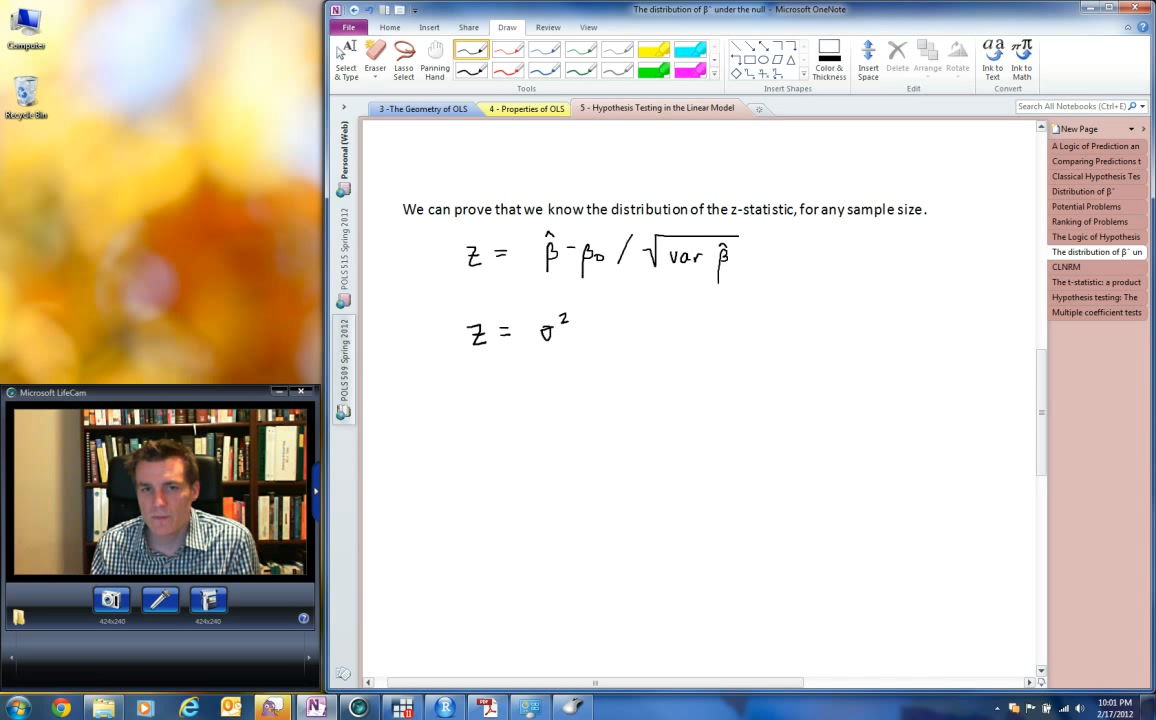 The distribution of βˆ under the null - Microsoft OneNote
File Home Insert Share Draw Review View
Computer
Recycle Bin
Select & Type
Eraser
Lasso Select
Panning Hand
Color & Thickness
Insert Space
Delete
Arrange
Rotate
Ink to Text
Ink to Math
Tools
Insert Shapes
Edit
Convert
3 -The Geometry of OLS
4 - Properties of OLS
5 - Hypothesis Testing in the Linear Model
Search All Notebooks (Ctrl+E)
Personal (Web)
POLS 515 Spring 2012
POLS 509 Spring 2012
We can prove that we know the distribution of the z-statistic, for any sample size.
z = β̂ - β₀ / √var β̂
z = σ²
New Page
A Logic of Prediction an
Comparing Predictions t
Classical Hypothesis Tes
Distribution of βˆ
Potential Problems
Ranking of Problems
The Logic of Hypothesis
The distribution of βˆ un
CLNRM
The t-statistic: a product
Hypothesis testing: The
Multiple coefficient tests
Microsoft LifeCam
424x240
424x240
10:01 PM
2/17/2012